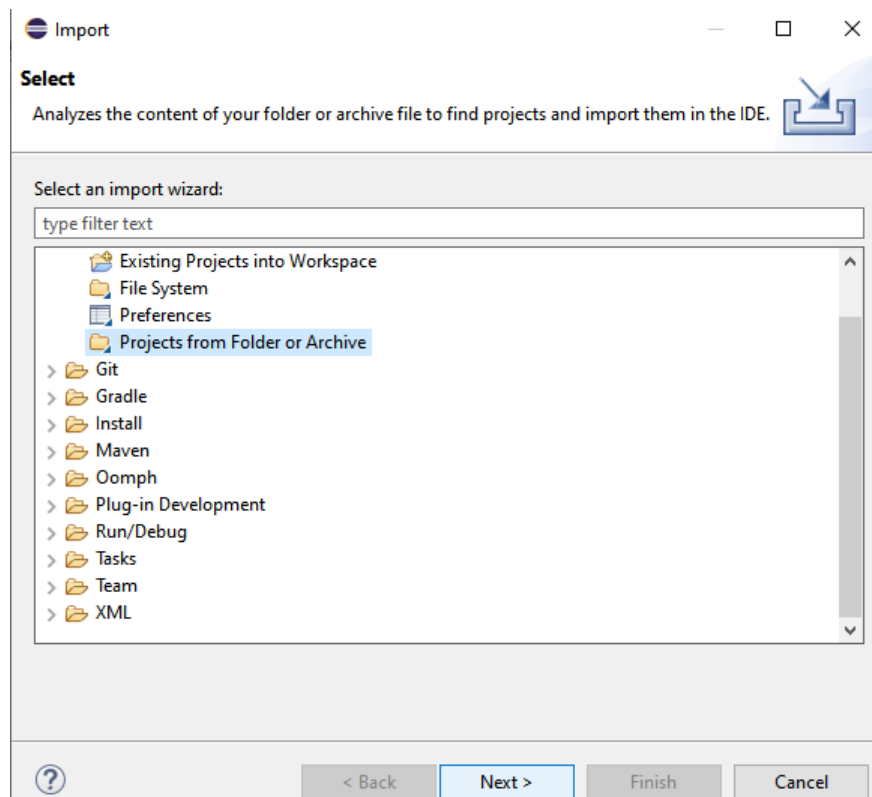 Import
Select
Analyzes the content of your folder or archive file to find projects and import them in the IDE.
Select an import wizard:
type filter text
Existing Projects into Workspace
File System
Preferences
Projects from Folder or Archive
Git
Gradle
Install
Maven
Oomph
Plug-in Development
Run/Debug
Tasks
Team
XML
? < Back Next > Finish Cancel